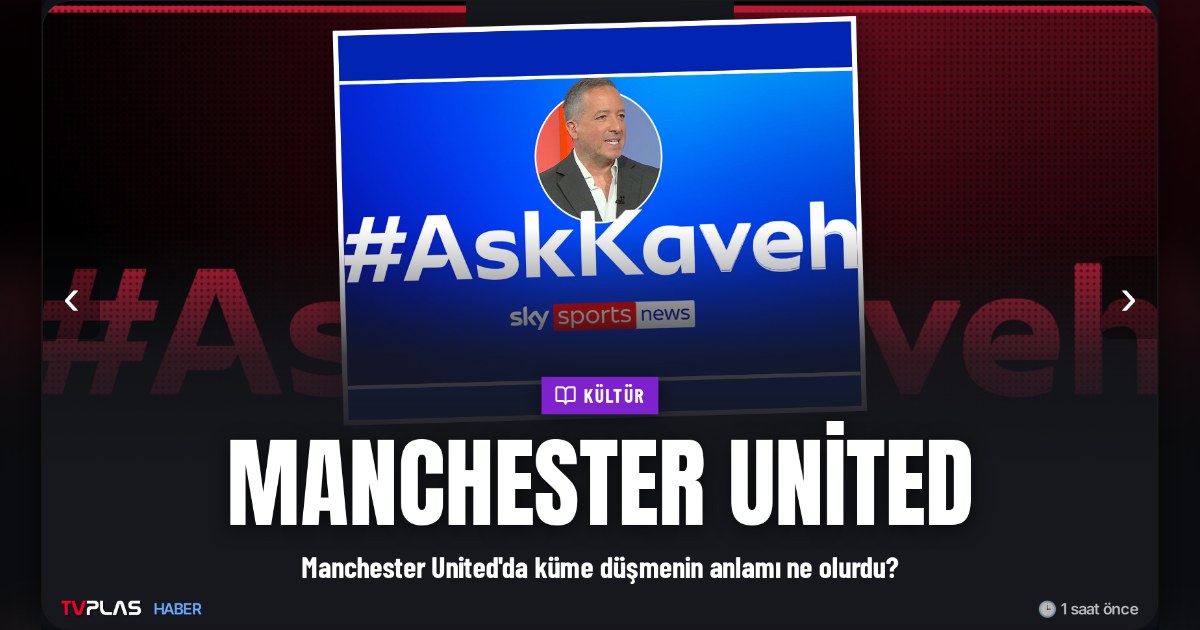 #AskKaveh
sky sports news
KÜLTÜR
MANCHESTER UNİTED
Manchester United'da küme düşmenin anlamı ne olurdu?
TVPLAS HABER
1 saat önce